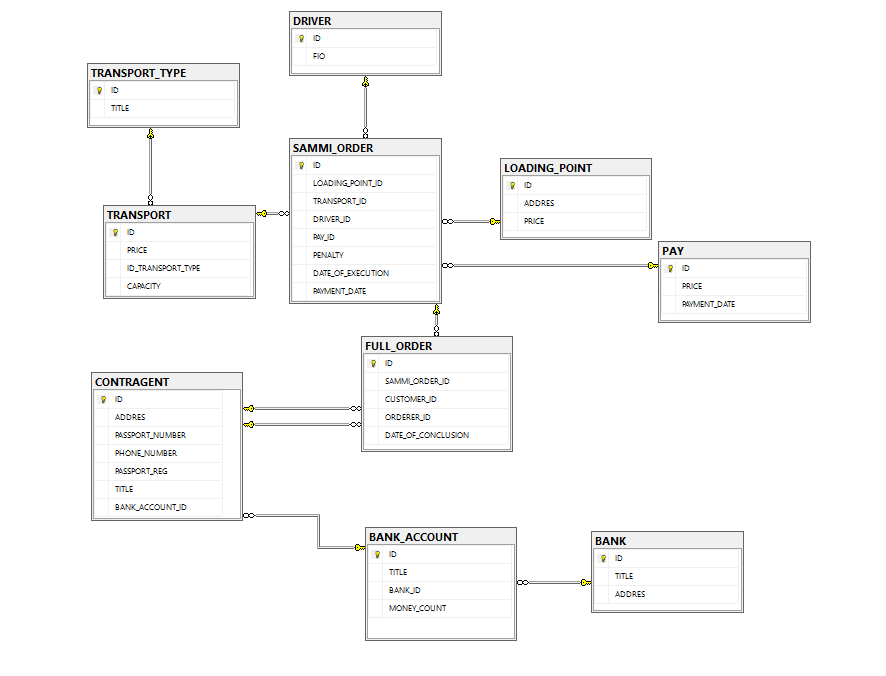 DRIVER
ID
FIO
TRANSPORT_TYPE
ID
TITLE
SAMMI_ORDER
ID
LOADING_POINT_ID
TRANSPORT_ID
DRIVER_ID
PAY_ID
PENALTY
DATE_OF_EXECUTION
PAYMENT_DATE
LOADING_POINT
ID
ADDRES
PRICE
TRANSPORT
ID
PRICE
ID_TRANSPORT_TYPE
CAPACITY
PAY
ID
PRICE
PAYMENT_DATE
FULL_ORDER
ID
SAMMI_ORDER_ID
CUSTOMER_ID
ORDERER_ID
DATE_OF_CONCLUSION
CONTRAGENT
ID
ADDRES
PASSPORT_NUMBER
PHONE_NUMBER
PASSPORT_REG
TITLE
BANK_ACCOUNT_ID
BANK_ACCOUNT
ID
TITLE
BANK_ID
MONEY_COUNT
BANK
ID
TITLE
ADDRES